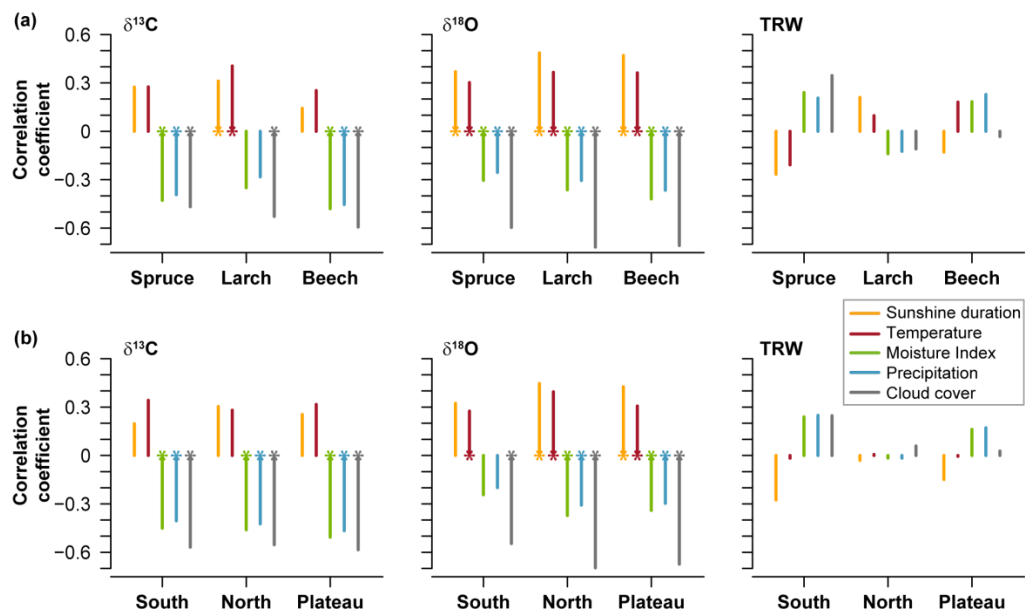 (a)
δ¹³C
δ¹⁸O
TRW
Correlation
coefficient
0.6
0.3
0
−0.3
−0.6
Spruce Larch Beech
Spruce Larch Beech
Spruce Larch Beech
Sunshine duration
Temperature
Moisture Index
Precipitation
Cloud cover
(b)
δ¹³C
δ¹⁸O
TRW
Correlation
coefficient
0.6
0.3
0
−0.3
−0.6
South North Plateau
South North Plateau
South North Plateau